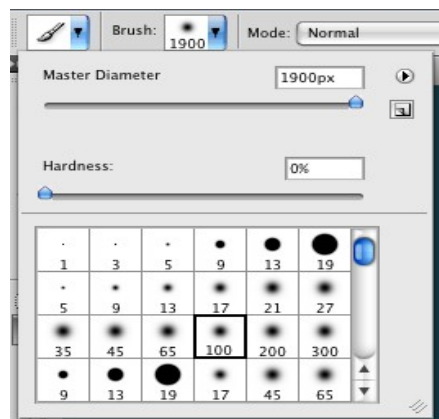 Brush: 1900 Mode: Normal
Master Diameter 1900px
Hardness: 0%
1 3 5 9 13 19
5 9 13 17 21 27
35 45 65 100 200 300
9 13 19 17 45 65